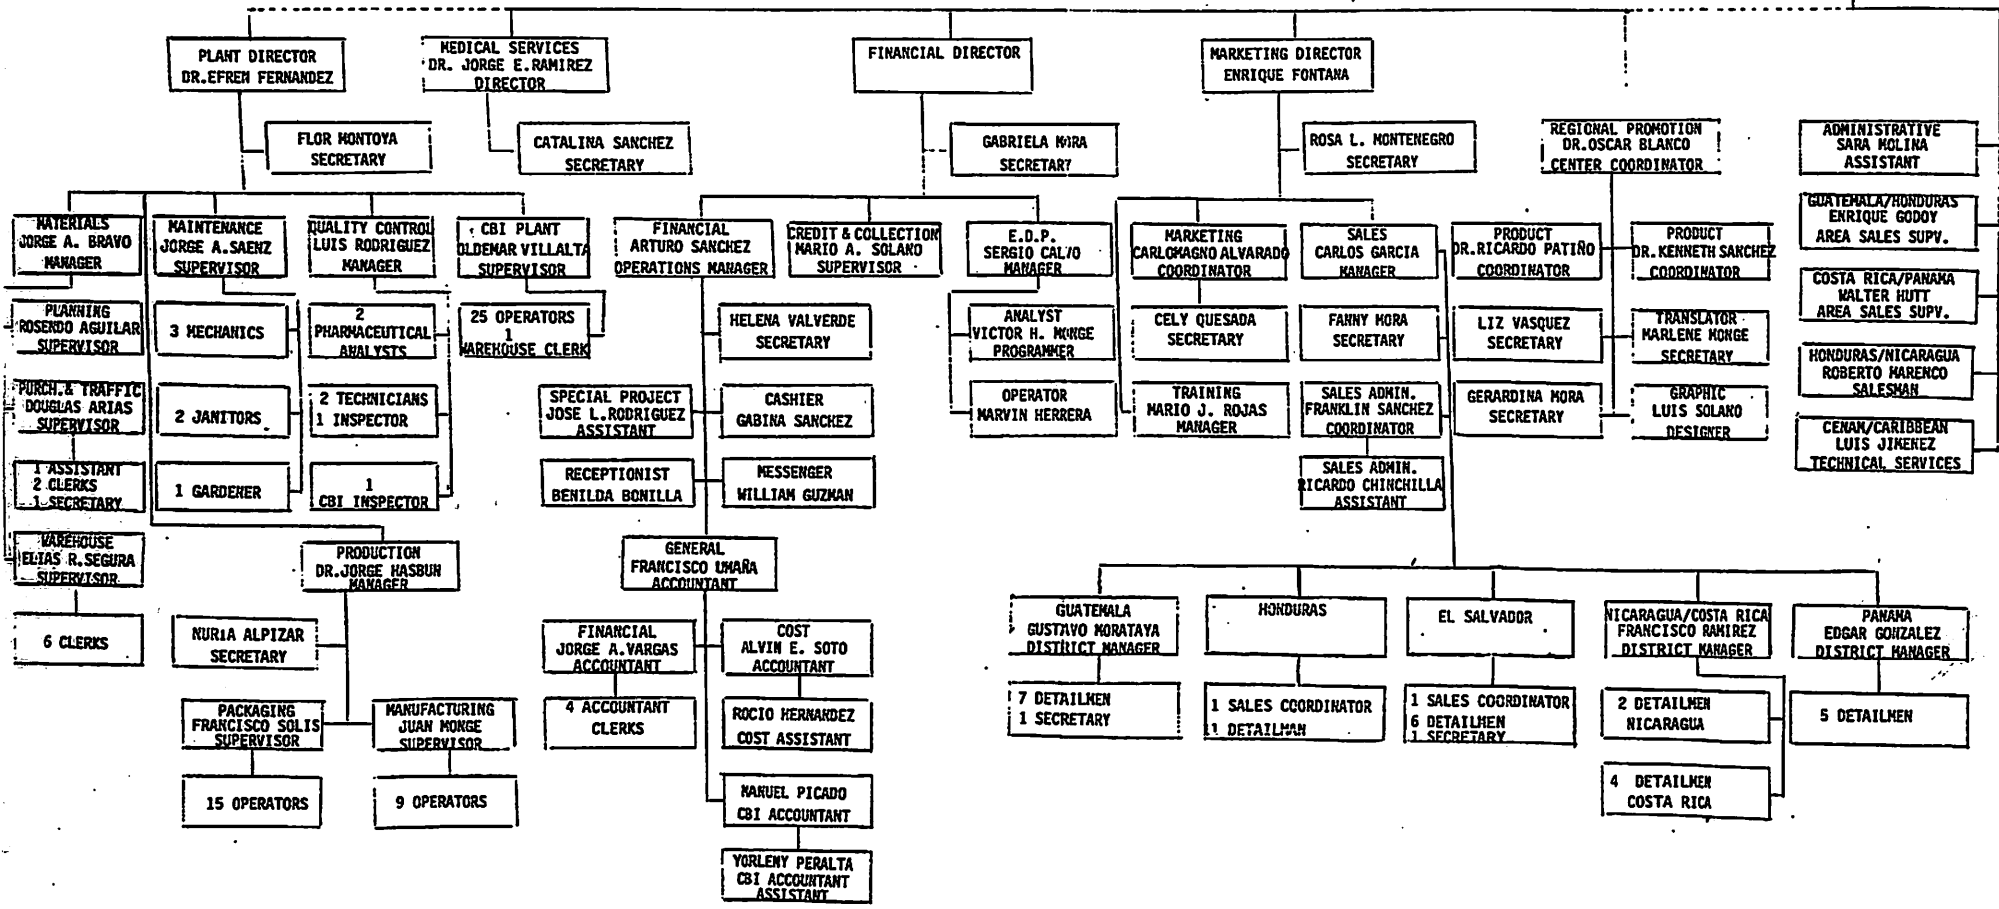 PLANT DIRECTOR
DR.EFREM FERNANDEZ
MEDICAL SERVICES
DR. JORGE E.RAMIREZ
DIRECTOR
FINANCIAL DIRECTOR
MARKETING DIRECTOR
ENRIQUE FONTANA
FLOR MONTOYA
SECRETARY
CATALINA SANCHEZ
SECRETARY
GABRIELA MORA
SECRETARY
ROSA L. MONTENEGRO
SECRETARY
REGIONAL PROMOTION
DR.OSCAR BLANCO
CENTER COORDINATOR
ADMINISTRATIVE
SARA MOLINA
ASSISTANT
MATERIALS
JORGE A. BRAVO
MANAGER
MAINTENANCE
JORGE A.SAENZ
SUPERVISOR
QUALITY CONTROL
LUIS RODRIGUEZ
MANAGER
CBI PLANT
OLDEMAR VILLALTA
SUPERVISOR
FINANCIAL
ARTURO SANCHEZ
OPERATIONS MANAGER
CREDIT & COLLECTION
MARIO A. SOLANO
SUPERVISOR
E.D.P.
SERGIO CALVO
MANAGER
MARKETING
CARLOMAGNO ALVARADO
COORDINATOR
SALES
CARLOS GARCIA
MANAGER
PRODUCT
DR.RICARDO PATIÑO
COORDINATOR
PRODUCT
DR.KENNETH SANCHEZ
COORDINATOR
GUATEMALA/HONDURAS
ENRIQUE GODOY
AREA SALES SUPV.
PLANNING
ROSENDO AGUILAR
SUPERVISOR
3 MECHANICS
2
PHARMACEUTICAL
ANALYSTS
25 OPERATORS
1
WAREHOUSE CLERK
HELENA VALVERDE
SECRETARY
ANALYST
VICTOR H. MONGE
PROGRAMMER
CELY QUESADA
SECRETARY
FANNY MORA
SECRETARY
LIZ VASQUEZ
SECRETARY
TRANSLATOR
MARLENE MONGE
SECRETARY
COSTA RICA/PANAMA
WALTER HUTT
AREA SALES SUPV.
HONDURAS/NICARAGUA
ROBERTO MARENCO
SALESMAN
PURCH.& TRAFFIC
DOUGLAS ARIAS
SUPERVISOR
2 JANITORS
2 TECHNICIANS
1 INSPECTOR
SPECIAL PROJECT
JOSE L.RODRIGUEZ
ASSISTANT
CASHIER
GABINA SANCHEZ
OPERATOR
MARVIN HERRERA
TRAINING
MARIO J. ROJAS
MANAGER
SALES ADMIN.
FRANKLIN SANCHEZ
COORDINATOR
GERARDINA MORA
SECRETARY
GRAPHIC
LUIS SOLANO
DESIGNER
CENAM/CARIBBEAN
LUIS JIMENEZ
TECHNICAL SERVICES
1 ASSISTANT
2 CLERKS
1 SECRETARY
1 GARDENER
1
CBI INSPECTOR
RECEPTIONIST
BENILDA BONILLA
MESSENGER
WILLIAM GUZMAN
SALES ADMIN.
RICARDO CHINCHILLA
ASSISTANT
WAREHOUSE
ELIAS R.SEGURA
SUPERVISOR
PRODUCTION
DR.JORGE HASBUN
MANAGER
GENERAL
FRANCISCO UMAÑA
ACCOUNTANT
6 CLERKS
NURIA ALPIZAR
SECRETARY
FINANCIAL
JORGE A.VARGAS
ACCOUNTANT
COST
ALVIN E. SOTO
ACCOUNTANT
GUATEMALA
GUSTAVO MORATAYA
DISTRICT MANAGER
HONDURAS
EL SALVADOR
NICARAGUA/COSTA RICA
FRANCISCO RAMIREZ
DISTRICT MANAGER
PANAMA
EDGAR GONZALEZ
DISTRICT MANAGER
PACKAGING
FRANCISCO SOLIS
SUPERVISOR
MANUFACTURING
JUAN MONGE
SUPERVISOR
4 ACCOUNTANT
CLERKS
ROCIO HERNANDEZ
COST ASSISTANT
7 DETAILMEN
1 SECRETARY
1 SALES COORDINATOR
11 DETAILMAN
1 SALES COORDINATOR
6 DETAILMEN
1 SECRETARY
2 DETAILMEN
NICARAGUA
5 DETAILMEN
15 OPERATORS
9 OPERATORS
MANUEL PICADO
CBI ACCOUNTANT
4 DETAILMEN
COSTA RICA
YORLENY PERALTA
CBI ACCOUNTANT
ASSISTANT